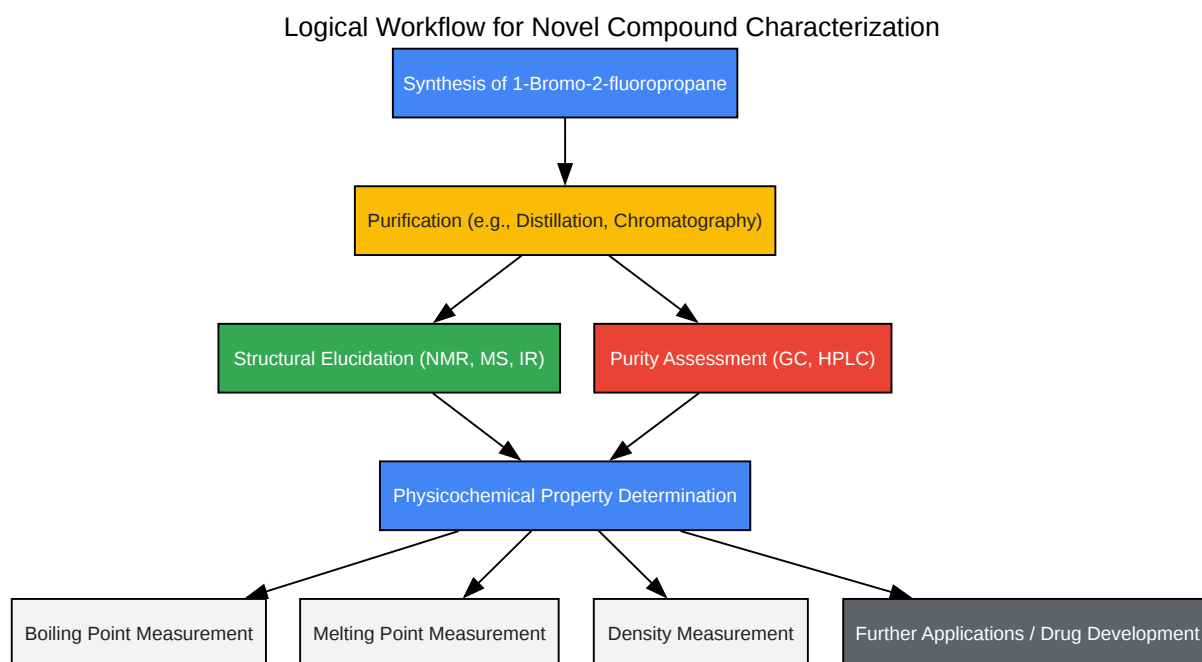 Logical Workflow for Novel Compound Characterization
Synthesis of 1-Bromo-2-fluoropropane
Purification (e.g., Distillation, Chromatography)
Structural Elucidation (NMR, MS, IR)
Purity Assessment (GC, HPLC)
Physicochemical Property Determination
Boiling Point Measurement
Melting Point Measurement
Density Measurement
Further Applications / Drug Development